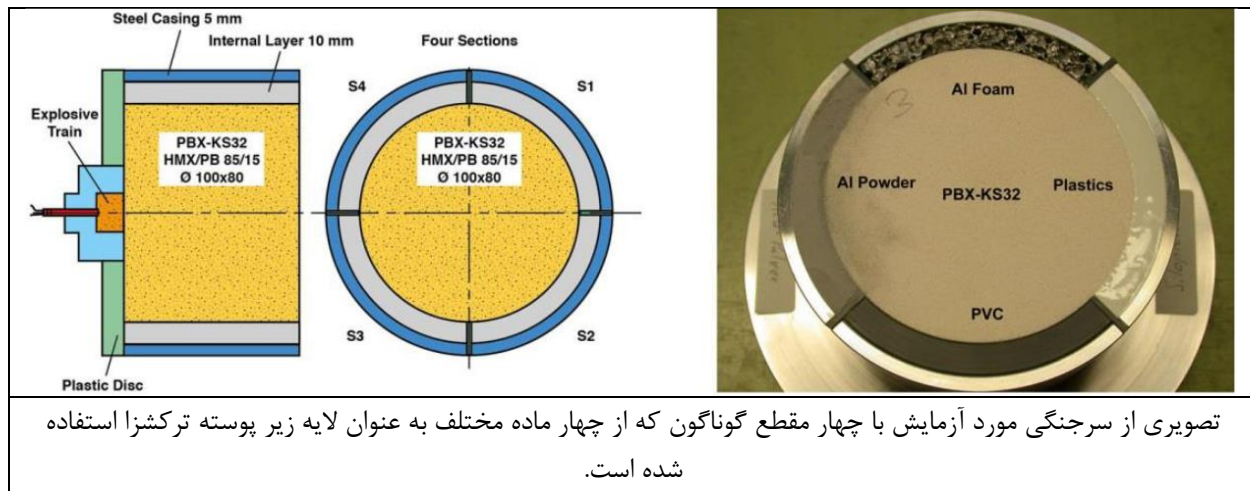 Steel Casing 5 mm
Internal Layer 10 mm
Four Sections
S4
S1
Explosive
Train
PBX-KS32
HMX/PB 85/15
Ø 100x80
PBX-KS32
HMX/PB 85/15
Ø 100x80
S3
S2
Plastic Disc
Al Foam
Al Powder
PBX-KS32
Plastics
PVC
3
تصویری از سرجنگی مورد آزمایش با چهار مقطع گوناگون که از چهار ماده مختلف به عنوان لایه زیر پوسته ترکشزا استفاده
شده است.